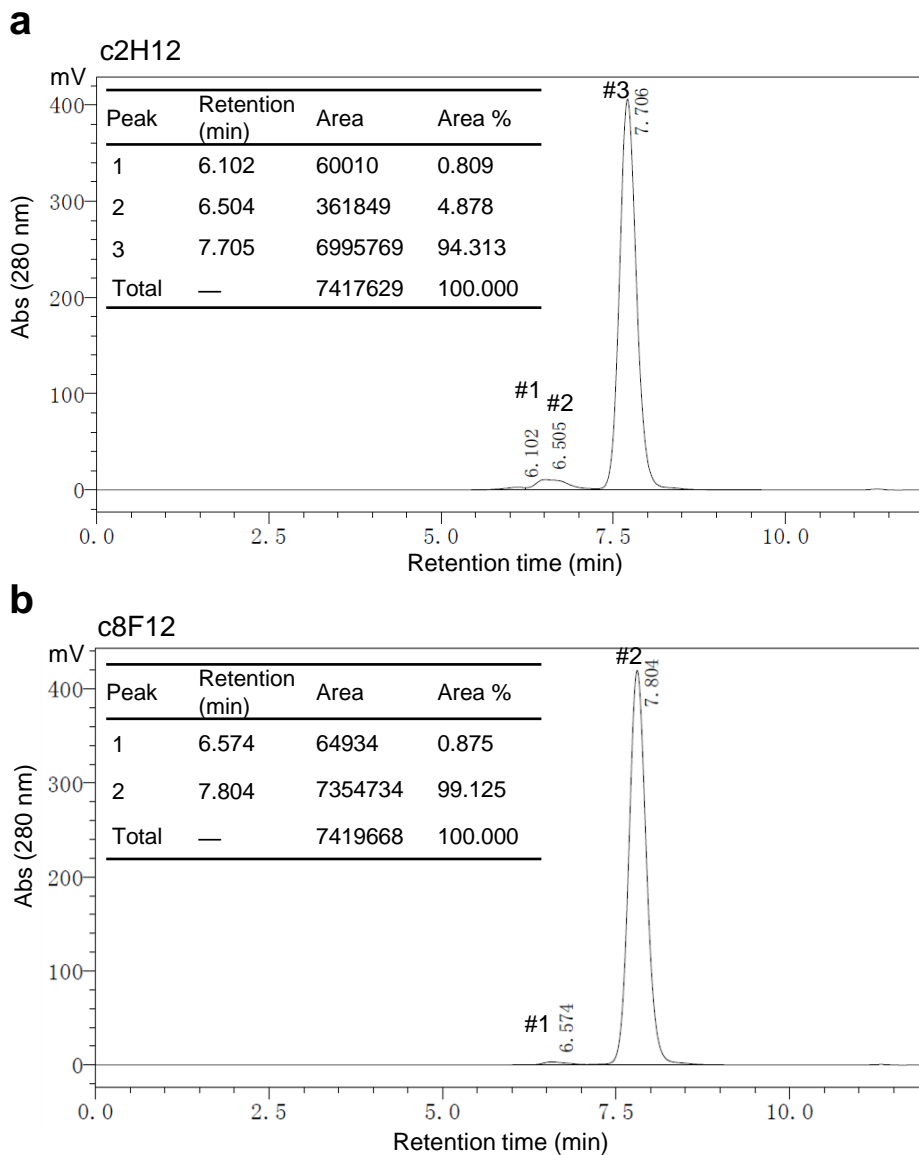 a
c2H12
mV
Abs (280 nm)
400
300
200
100
0
Peak Retention (min) Area Area %
1 6.102 60010 0.809
2 6.504 361849 4.878
3 7.705 6995769 94.313
Total — 7417629 100.000
#1
6.102
#2
6.505
#3
7.706
0.0 2.5 5.0 7.5 10.0
Retention time (min)
b
c8F12
mV
Abs (280 nm)
400
300
200
100
0
Peak Retention (min) Area Area %
1 6.574 64934 0.875
2 7.804 7354734 99.125
Total — 7419668 100.000
#1
6.574
#2
7.804
0.0 2.5 5.0 7.5 10.0
Retention time (min)